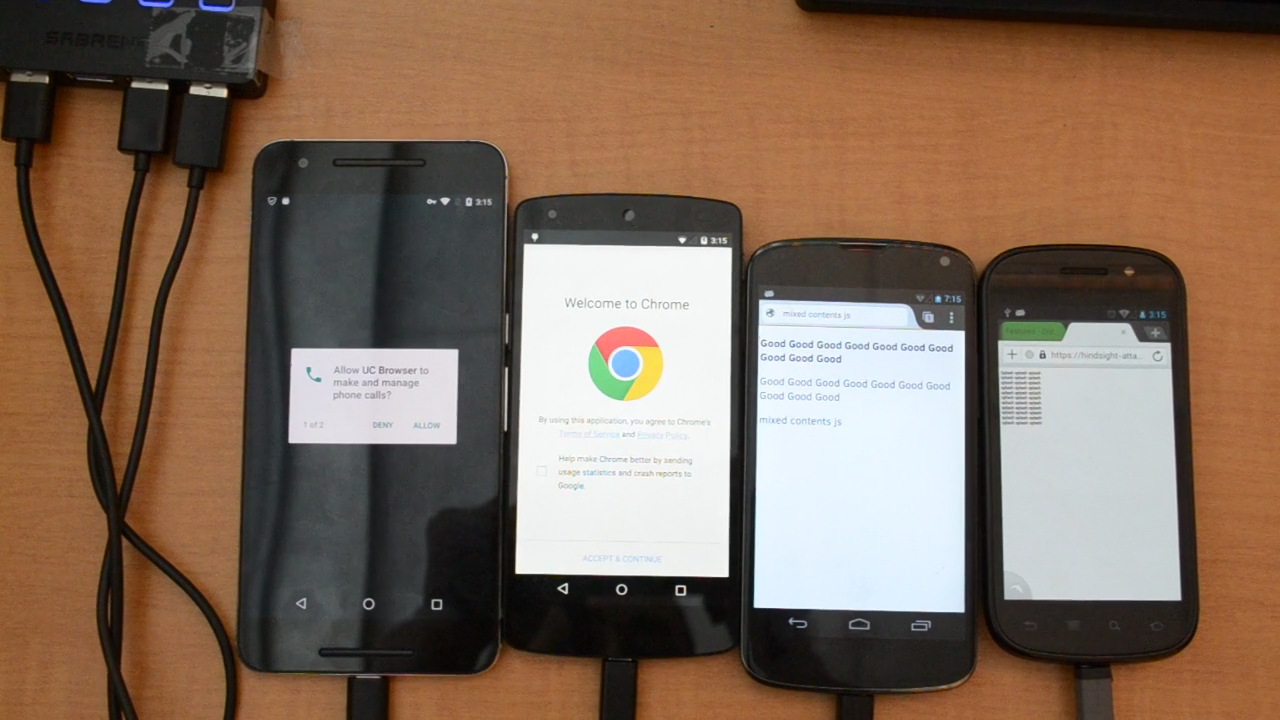 SABRENT
3:15
Allow UC Browser to
make and manage
phone calls?
1 of 2
DENY
ALLOW
3:15
Welcome to Chrome
By using this application, you agree to Chrome's
Terms of Service and Privacy Policy.
Help make Chrome better by sending
usage statistics and crash reports to
Google.
ACCEPT & CONTINUE
7:15
mixed contents js
Good Good Good Good Good Good Good
Good Good Good
Good Good Good Good Good Good Good
Good Good Good
mixed contents js
3:15
https://hindsight-atta...